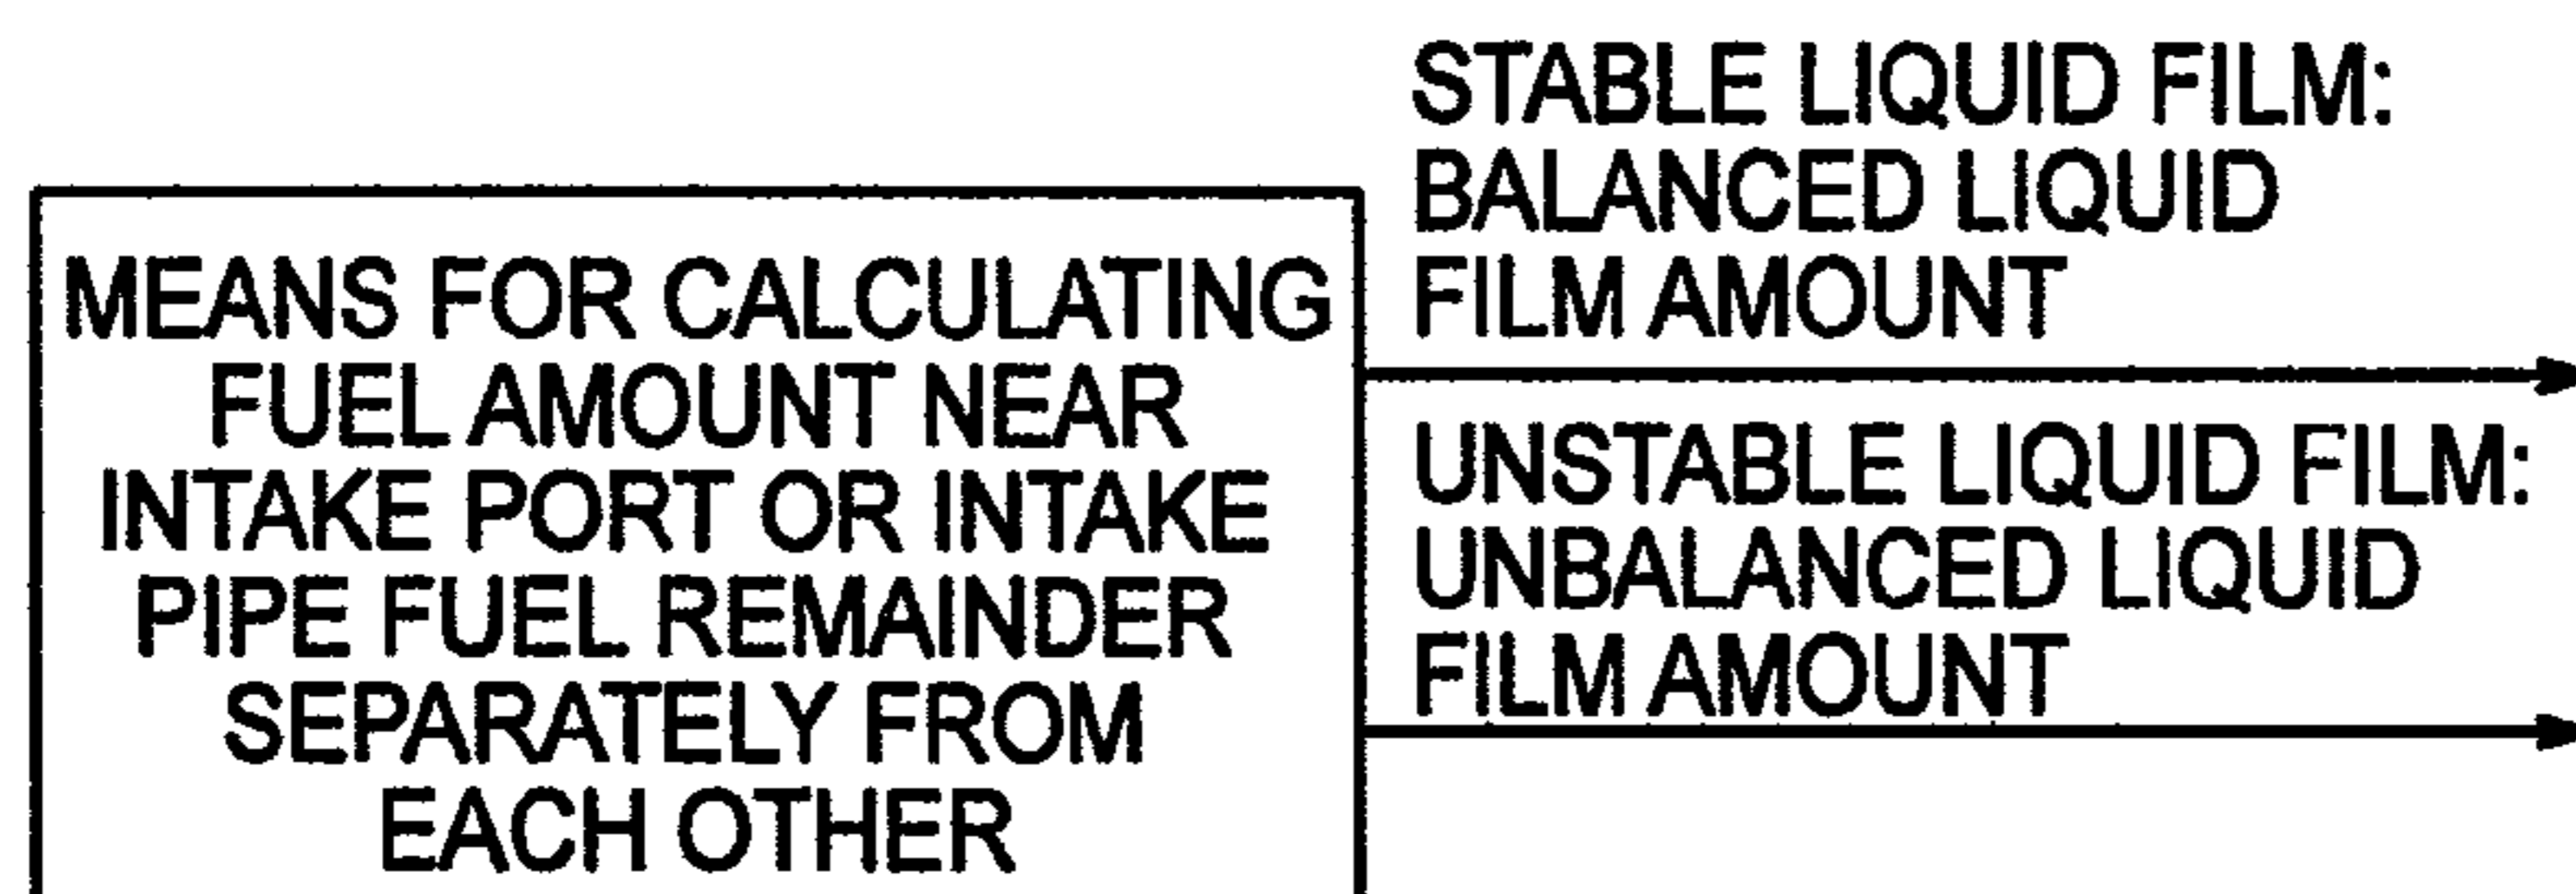 MEANS FOR CALCULATING
FUEL AMOUNT NEAR
INTAKE PORT OR INTAKE
PIPE FUEL REMAINDER
SEPARATELY FROM
EACH OTHER
STABLE LIQUID FILM:
BALANCED LIQUID
FILM AMOUNT
UNSTABLE LIQUID FILM:
UNBALANCED LIQUID
FILM AMOUNT